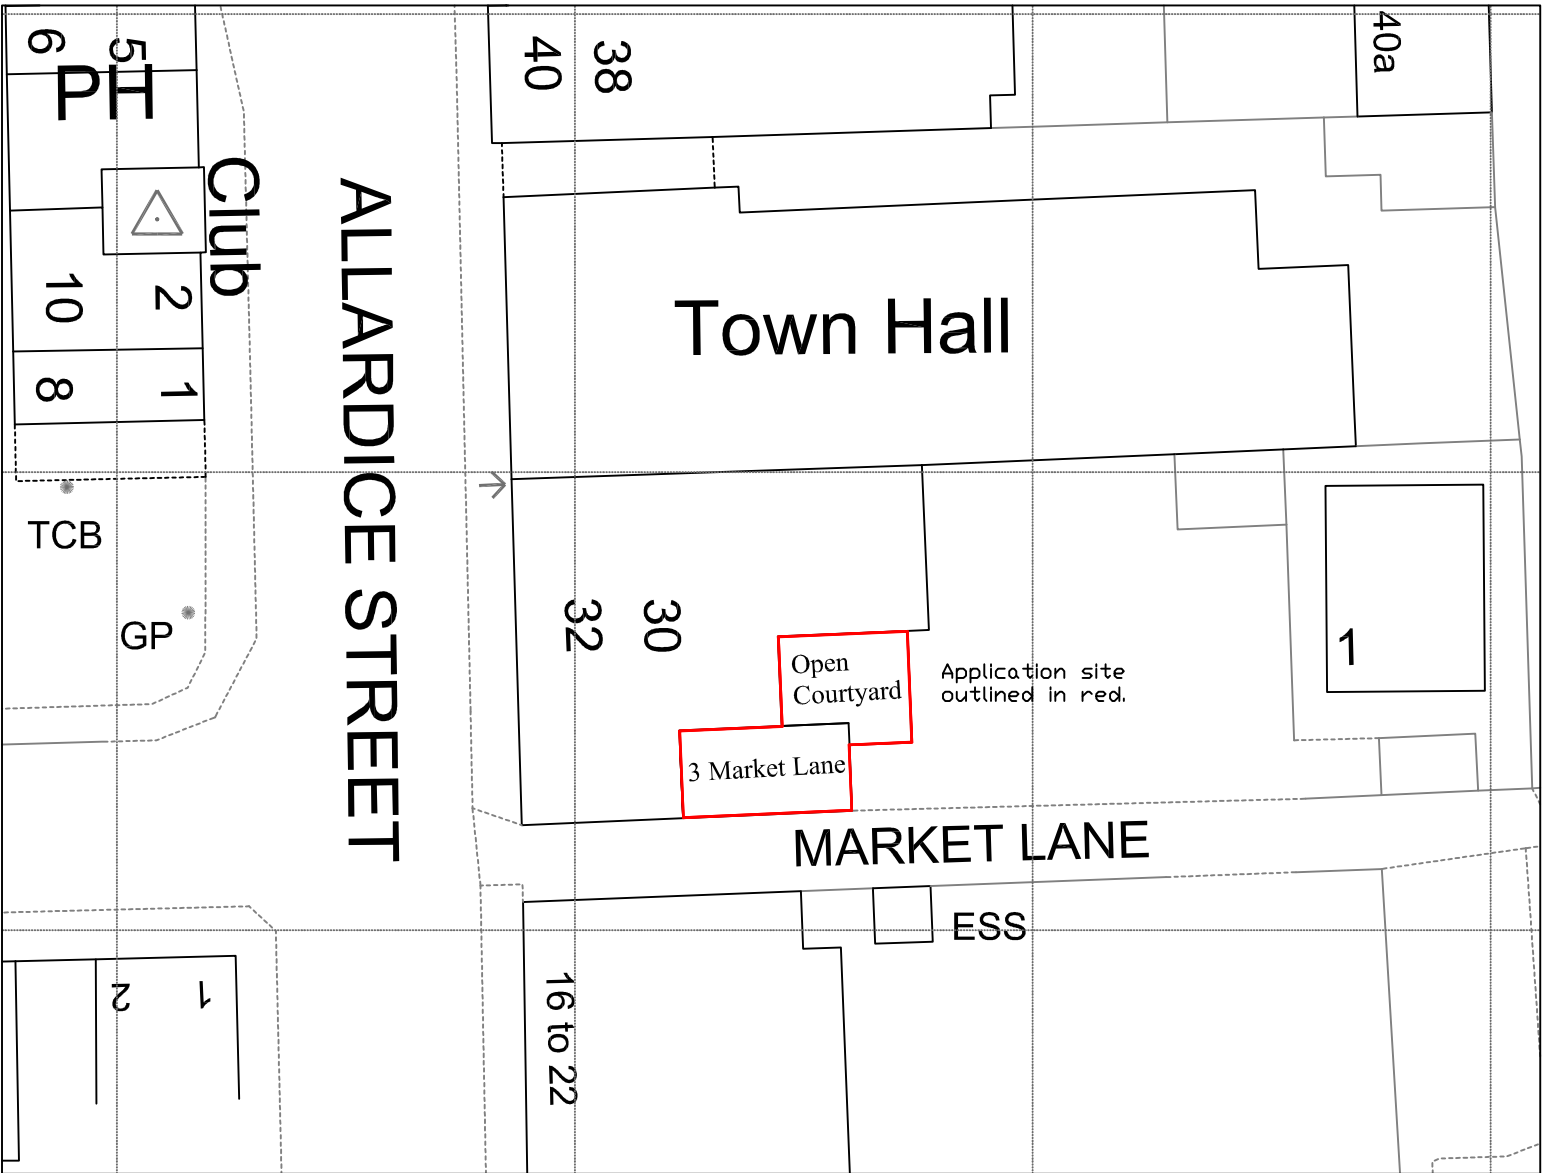 6
5
PH
40
38
40a
Club
ALLARDICE STREET
10
2
Town Hall
8
1
TCB
GP
32
30
Open
Courtyard
Application site
outlined in red.
1
3 Market Lane
MARKET LANE
ESS
2
1
16 to 22